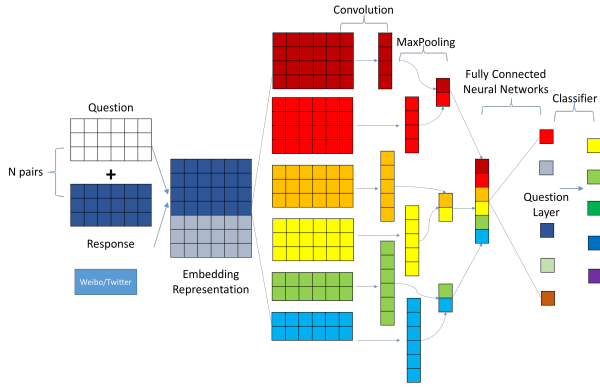 Convolution
MaxPooling
Fully Connected
Neural Networks
Classifier
Question
N pairs
+
Response
Weibo/Twitter
Embedding
Representation
Question
Layer